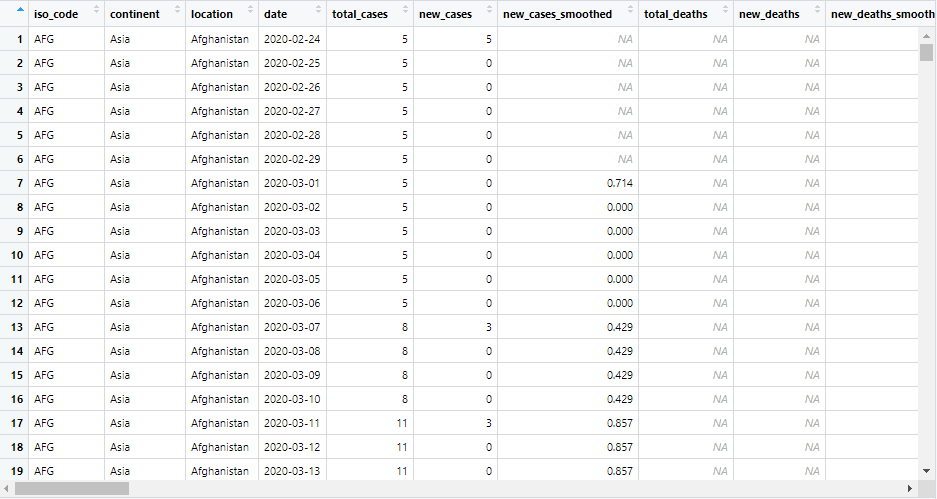 iso_code continent location date total_cases new_cases new_cases_smoothed total_deaths new_deaths new_deaths_smooth
1 AFG Asia Afghanistan 2020-02-24 5 5 NA NA NA
2 AFG Asia Afghanistan 2020-02-25 5 0 NA NA NA
3 AFG Asia Afghanistan 2020-02-26 5 0 NA NA NA
4 AFG Asia Afghanistan 2020-02-27 5 0 NA NA NA
5 AFG Asia Afghanistan 2020-02-28 5 0 NA NA NA
6 AFG Asia Afghanistan 2020-02-29 5 0 NA NA NA
7 AFG Asia Afghanistan 2020-03-01 5 0 0.714 NA NA
8 AFG Asia Afghanistan 2020-03-02 5 0 0.000 NA NA
9 AFG Asia Afghanistan 2020-03-03 5 0 0.000 NA NA
10 AFG Asia Afghanistan 2020-03-04 5 0 0.000 NA NA
11 AFG Asia Afghanistan 2020-03-05 5 0 0.000 NA NA
12 AFG Asia Afghanistan 2020-03-06 5 0 0.000 NA NA
13 AFG Asia Afghanistan 2020-03-07 8 3 0.429 NA NA
14 AFG Asia Afghanistan 2020-03-08 8 0 0.429 NA NA
15 AFG Asia Afghanistan 2020-03-09 8 0 0.429 NA NA
16 AFG Asia Afghanistan 2020-03-10 8 0 0.429 NA NA
17 AFG Asia Afghanistan 2020-03-11 11 3 0.857 NA NA
18 AFG Asia Afghanistan 2020-03-12 11 0 0.857 NA NA
19 AFG Asia Afghanistan 2020-03-13 11 0 0.857 NA NA